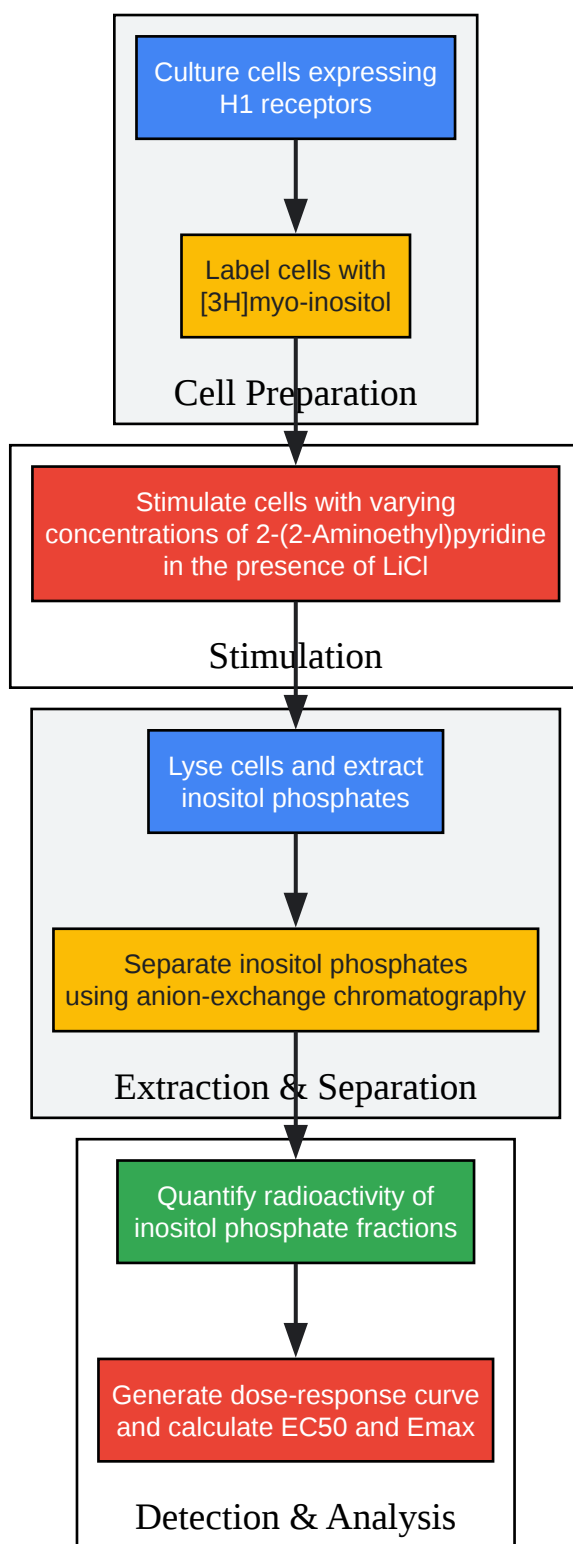 Culture cells expressing
H1 receptors
Label cells with
[3H]myo-inositol
Cell Preparation
Stimulate cells with varying
concentrations of 2-(2-Aminoethyl)pyridine
in the presence of LiCl
Stimulation
Lyse cells and extract
inositol phosphates
Separate inositol phosphates
using anion-exchange chromatography
Extraction & Separation
Quantify radioactivity of
inositol phosphate fractions
Generate dose-response curve
and calculate EC50 and Emax
Detection & Analysis